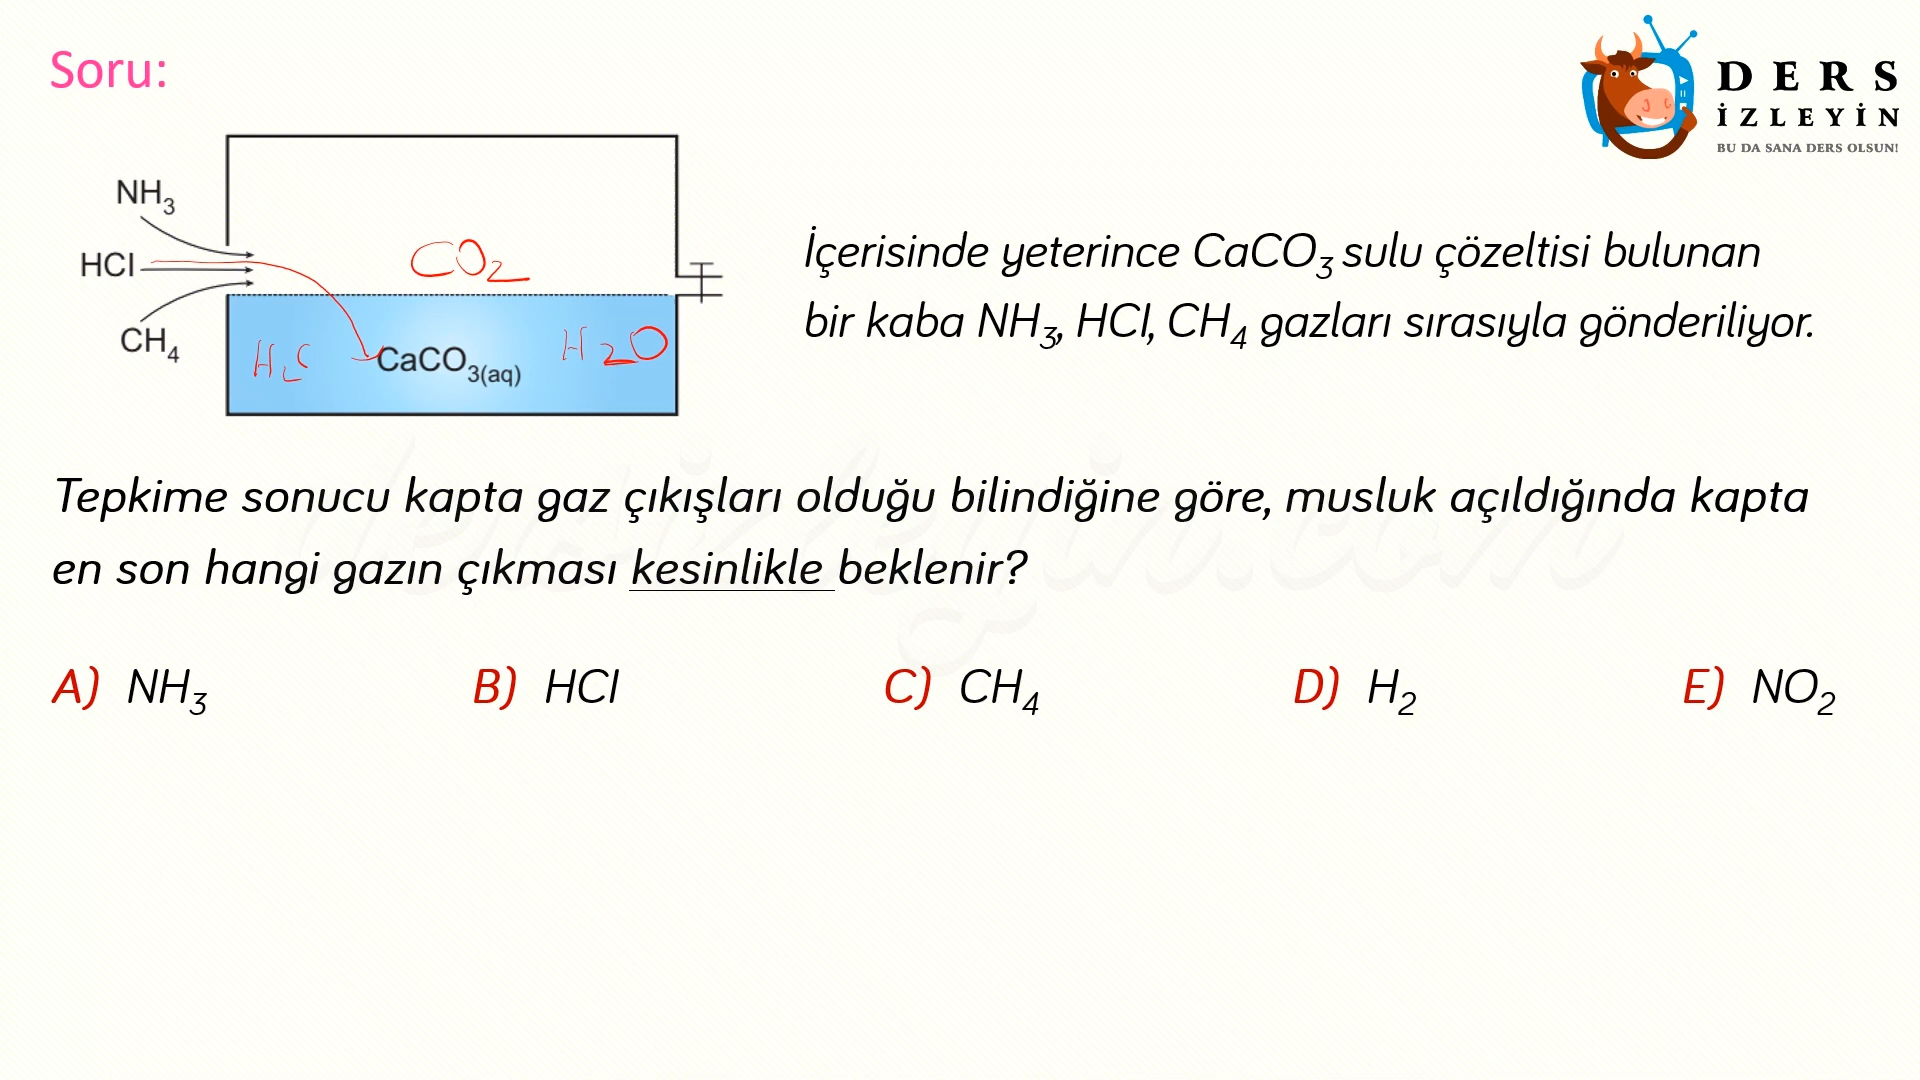 Soru:
DERS
İZLEYİN
BU DA SANA DERS OLSUN!
NH3
HCl
CH4
CO2
H2O
CaCO3(aq)
İçerisinde yeterince CaCO3 sulu çözeltisi bulunan
bir kaba NH3, HCl, CH4 gazları sırasıyla gönderiliyor.
Tepkime sonucu kapta gaz çıkışları olduğu bilindiğine göre, musluk açıldığında kapta
en son hangi gazın çıkması kesinlikle beklenir?
A) NH3 B) HCl C) CH4 D) H2 E) NO2